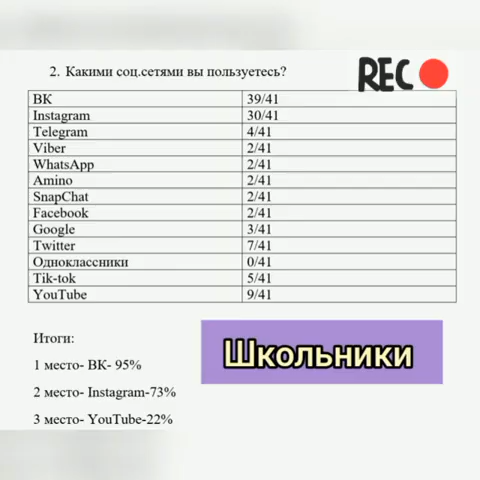 2. Какими соц.сетями вы пользуетесь?
REC
ВК 39/41
Instagram 30/41
Telegram 4/41
Viber 2/41
WhatsApp 2/41
Amino 2/41
SnapChat 2/41
Facebook 2/41
Google 3/41
Twitter 7/41
Одноклассники 0/41
Tik-tok 5/41
YouTube 9/41
Итоги:
Школьники
1 место- ВК- 95%
2 место- Instagram-73%
3 место- YouTube-22%